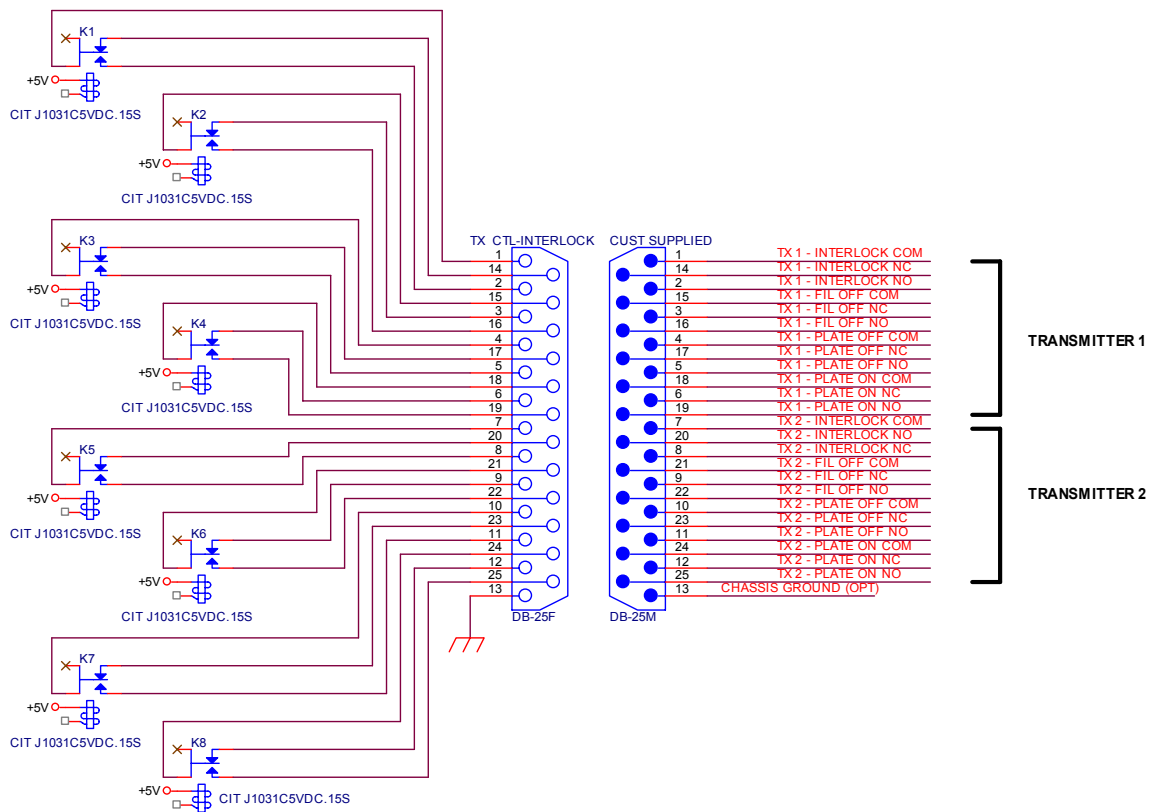 K1
+5V
CIT J1031C5VDC.15S
K2
+5V
CIT J1031C5VDC.15S
K3
+5V
CIT J1031C5VDC.15S
K4
+5V
CIT J1031C5VDC.15S
K5
+5V
CIT J1031C5VDC.15S
K6
+5V
CIT J1031C5VDC.15S
K7
+5V
CIT J1031C5VDC.15S
K8
+5V
CIT J1031C5VDC.15S
TX CTL-INTERLOCK
1
14
2
15
3
16
4
17
5
18
6
19
7
20
8
21
9
22
10
23
11
24
12
25
13
DB-25F
CUST SUPPLIED
1 TX 1 - INTERLOCK COM
14 TX 1 - INTERLOCK NC
2 TX 1 - INTERLOCK NO
15 TX 1 - FIL OFF COM
3 TX 1 - FIL OFF NC
16 TX 1 - FIL OFF NO
4 TX 1 - PLATE OFF COM
17 TX 1 - PLATE OFF NC
5 TX 1 - PLATE OFF NO
18 TX 1 - PLATE ON COM
6 TX 1 - PLATE ON NC
19 TX 1 - PLATE ON NO
7 TX 2 - INTERLOCK COM
20 TX 2 - INTERLOCK NO
8 TX 2 - INTERLOCK NC
21 TX 2 - FIL OFF COM
9 TX 2 - FIL OFF NC
22 TX 2 - FIL OFF NO
10 TX 2 - PLATE OFF COM
23 TX 2 - PLATE OFF NC
11 TX 2 - PLATE OFF NO
24 TX 2 - PLATE ON COM
12 TX 2 - PLATE ON NC
25 TX 2 - PLATE ON NO
13 CHASSIS GROUND (OPT)
DB-25M
TRANSMITTER 1
TRANSMITTER 2